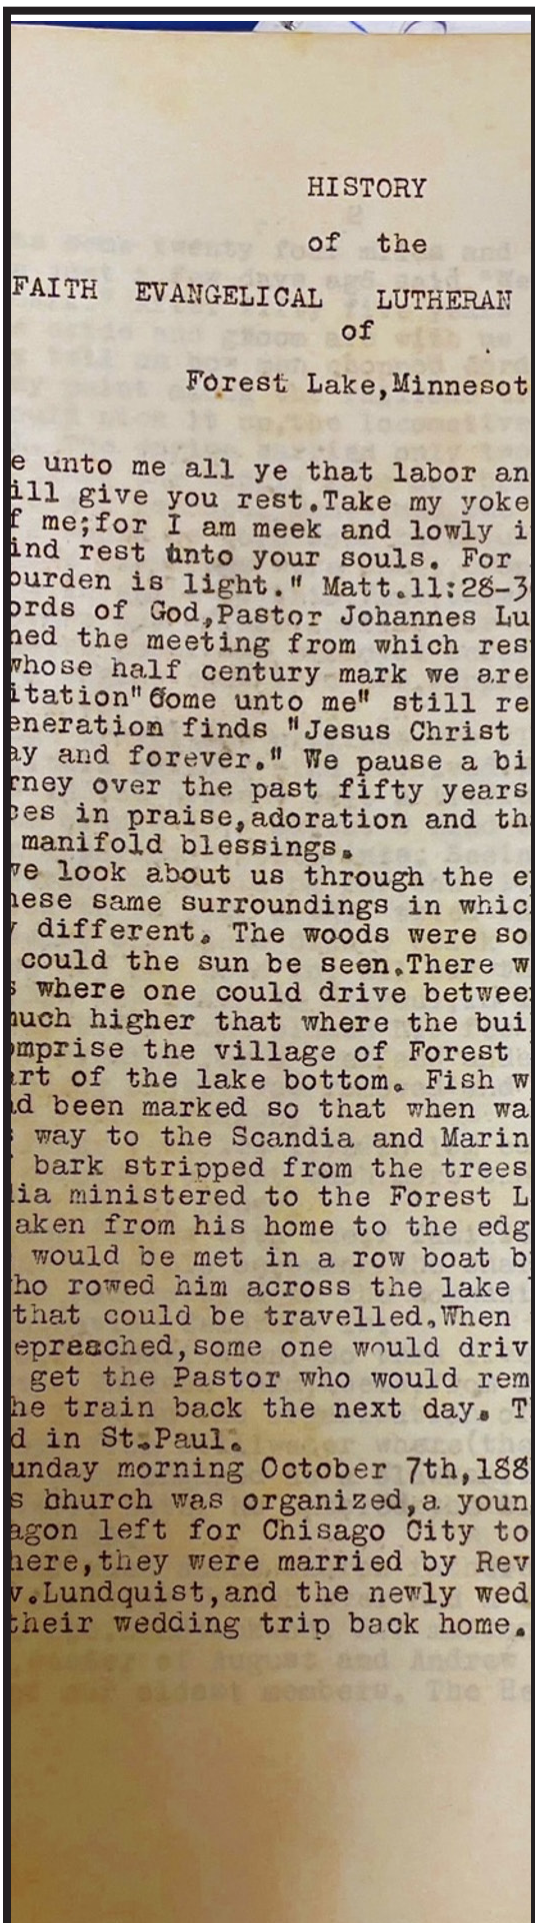 HISTORY
of the
FAITH EVANGELICAL LUTHERAN
of
Forest Lake,Minnesot
e unto me all ye that labor an
ill give you rest.Take my yoke
f me;for I am meek and lowly i
ind rest unto your souls. For
burden is light." Matt.11:28-3
ords of God,Pastor Johannes Lu
ned the meeting from which res
whose half century mark we are
itation"Come unto me" still re
eneration finds "Jesus Christ
ay and forever." We pause a bi
rney over the past fifty years
ces in praise,adoration and th
manifold blessings.
we look about us through the e
hese same surroundings in whic
y different. The woods were so
could the sun be seen.There w
s where one could drive betwee
much higher that where the bui
omprise the village of Forest
art of the lake bottom. Fish w
ad been marked so that when wa
s way to the Scandia and Marin
f bark stripped from the trees
dia ministered to the Forest L
aken from his home to the edg
would be met in a row boat b
who rowed him across the lake
that could be travelled.When
epreached,some one would driv
get the Pastor who would rem
he train back the next day. T
d in St.Paul.
unday morning October 7th,188
s bhurch was organized,a youn
agon left for Chisago City to
here,they were married by Rev
v.Lundquist,and the newly wed
their wedding trip back home.